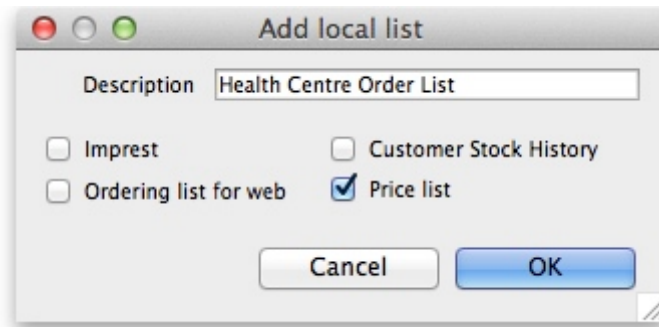 Add local list
Description Health Centre Order List
Imprest Customer Stock History
Ordering list for web Price list
Cancel OK